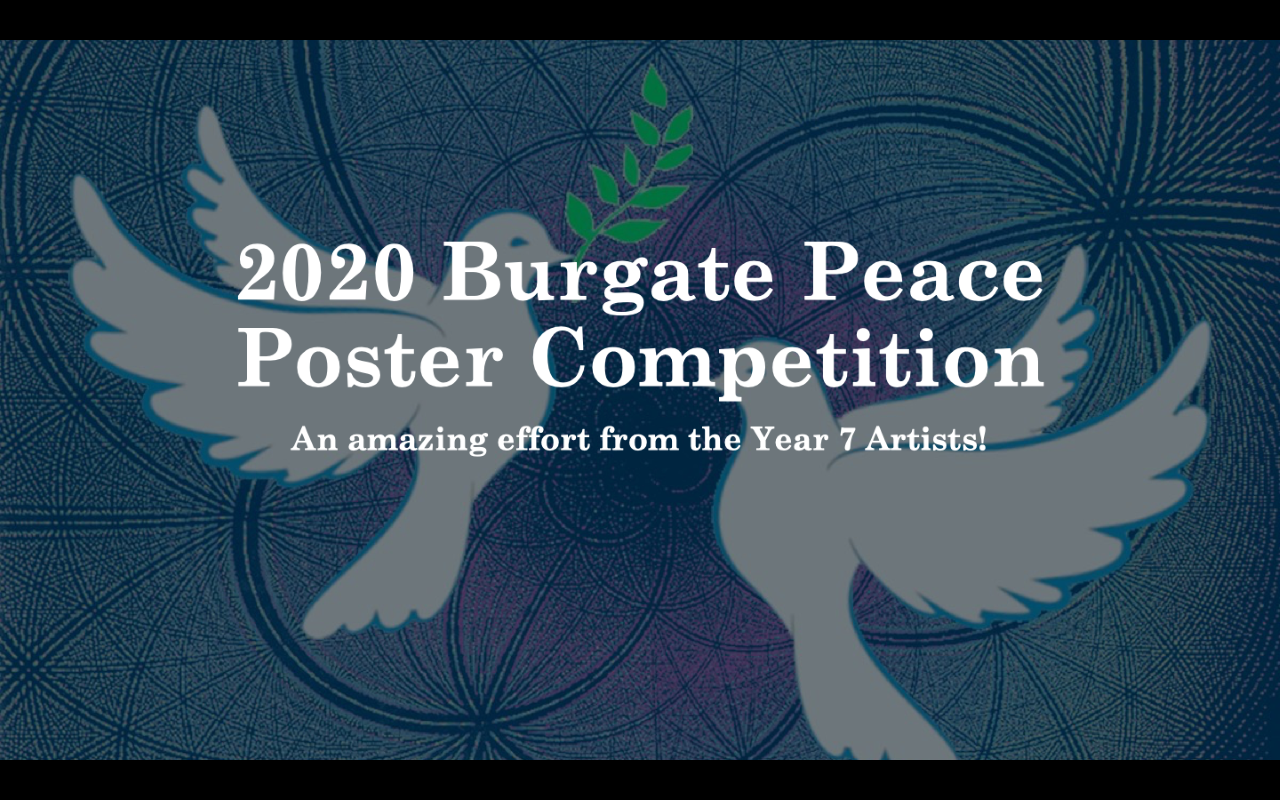 2020 Burgate Peace
Poster Competition
An amazing effort from the Year 7 Artists!